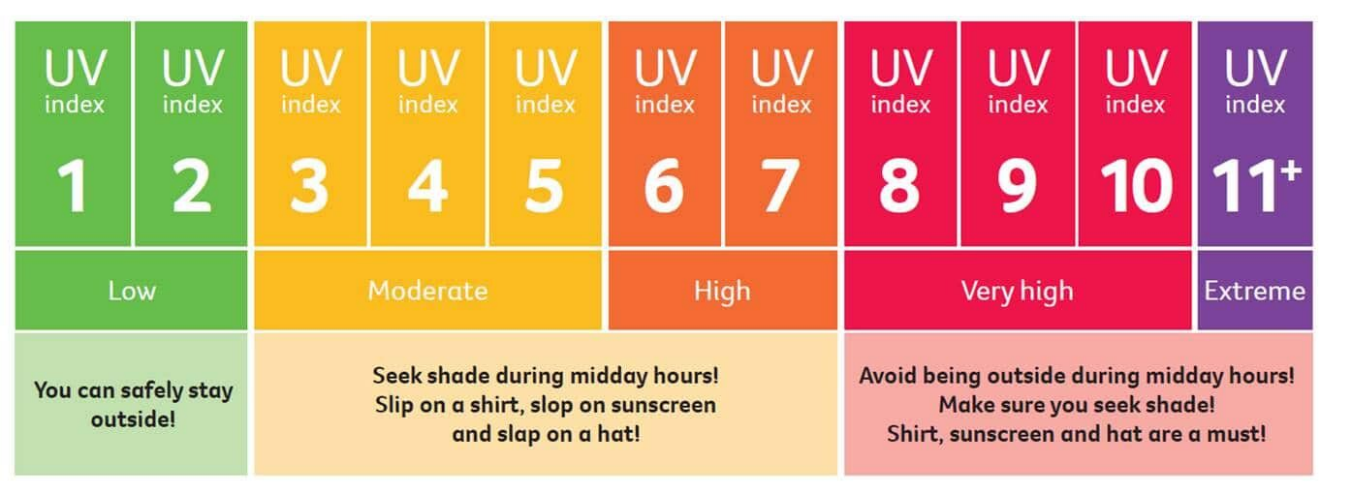 UV index 1
UV index 2
UV index 3
UV index 4
UV index 5
UV index 6
UV index 7
UV index 8
UV index 9
UV index 10
UV index 11+
Low
Moderate
High
Very high
Extreme
You can safely stay
outside!
Seek shade during midday hours!
Slip on a shirt, slop on sunscreen
and slap on a hat!
Avoid being outside during midday hours!
Make sure you seek shade!
Shirt, sunscreen and hat are a must!